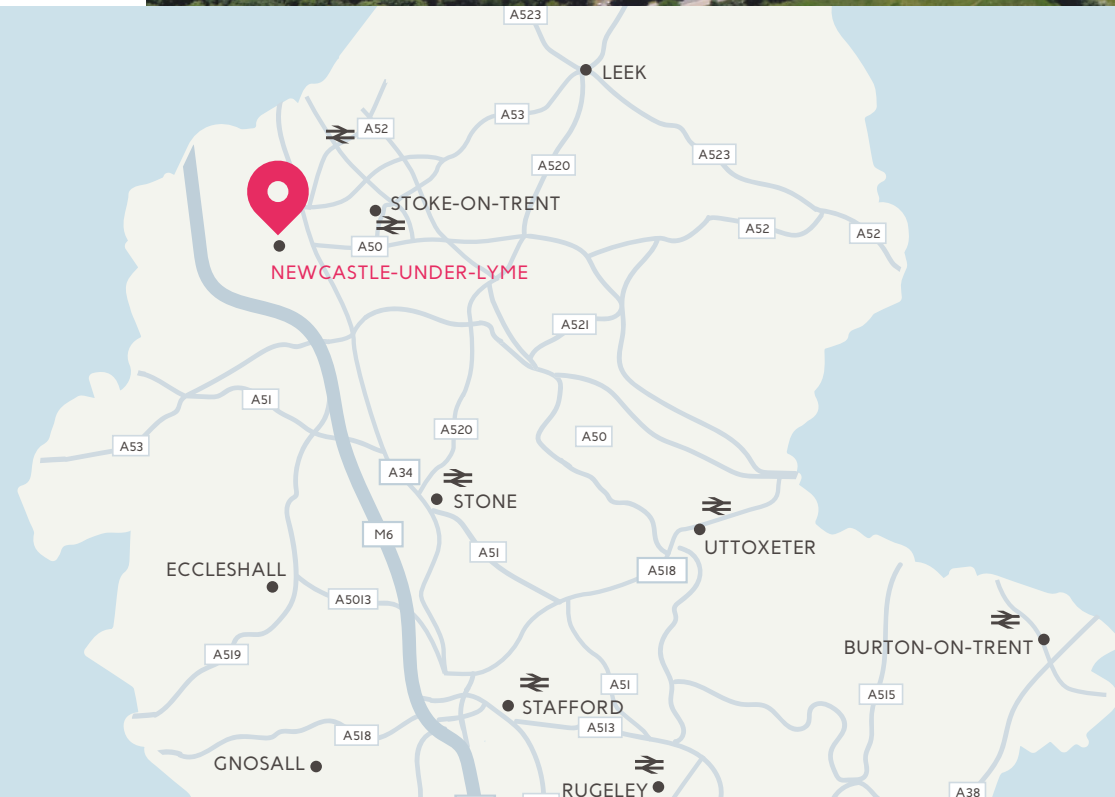 A523
LEEK
A53
A52
A523
A520
STOKE-ON-TRENT
A52
A52
A50
NEWCASTLE-UNDER-LYME
A521
A51
A520
A50
A53
A34
STONE
M6
UTTOXETER
A51
ECCLESHALL
A518
A5013
BURTON-ON-TRENT
A519
A51
A515
STAFFORD
A513
A518
GNOSALL
RUGELEY
A38